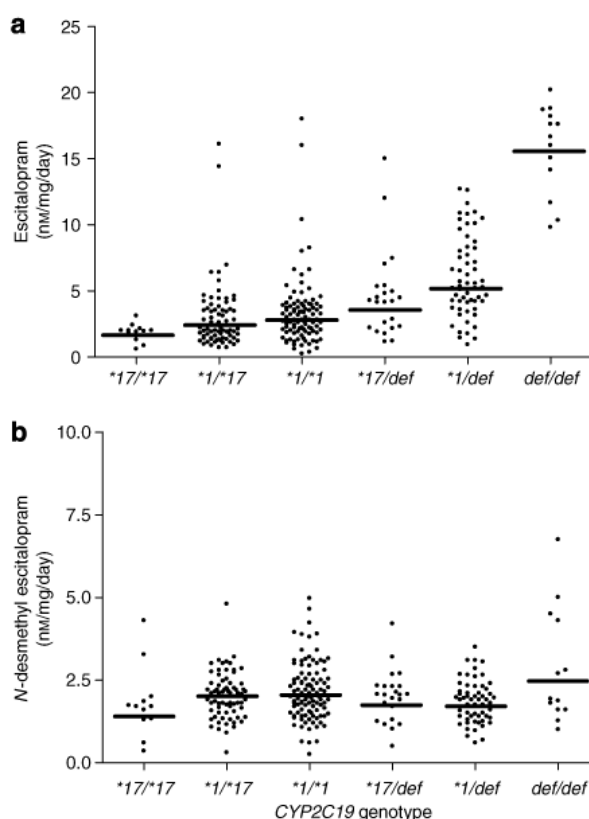 a
Escitalopram
(nM/mg/day)
25
20
15
10
5
0
*17/*17 *1/*17 *1/*1 *17/def *1/def def/def
b
N-desmethyl escitalopram
(nM/mg/day)
10.0
7.5
5.0
2.5
0.0
*17/*17 *1/*17 *1/*1 *17/def *1/def def/def
CYP2C19 genotype